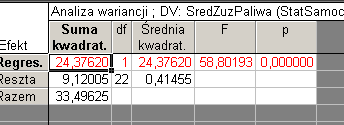 Analiza wariancji ; DV: SredZuzPaliwa (StatSamoc
Efekt Suma kwadrat. df Średnia kwadrat. F p
Regres. 24,37620 1 24,37620 58,80193 0,000000
Reszta 9,12005 22 0,41455
Razem 33,49625